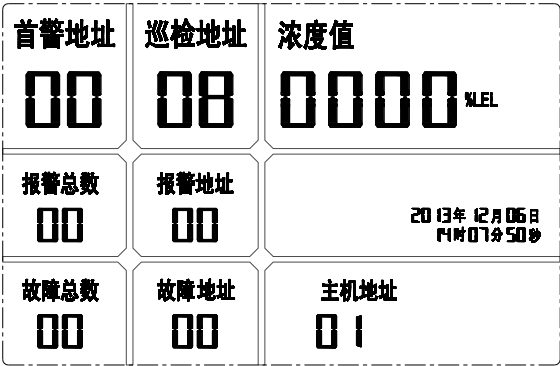 首警地址 巡检地址 浓度值
00 08 0000 %LEL
报警总数 报警地址
00 00
2013年12月06日
14时07分50秒
故障总数 故障地址 主机地址
00 00 01